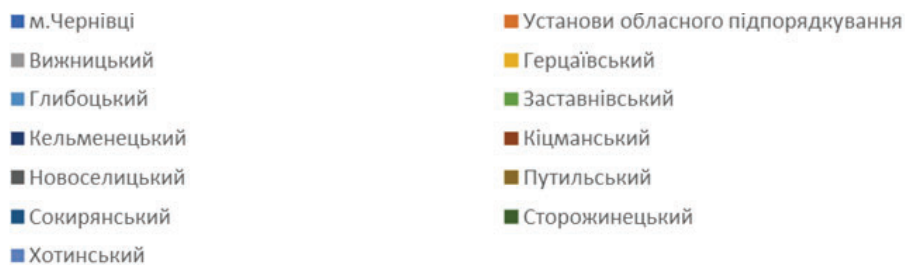 м.Чернівці
Установи обласного підпорядкування
Вижницький
Герцаївський
Глибоцький
Заставнівський
Кельменецький
Кіцманський
Новоселицький
Путильський
Сокирянський
Сторожинецький
Хотинський